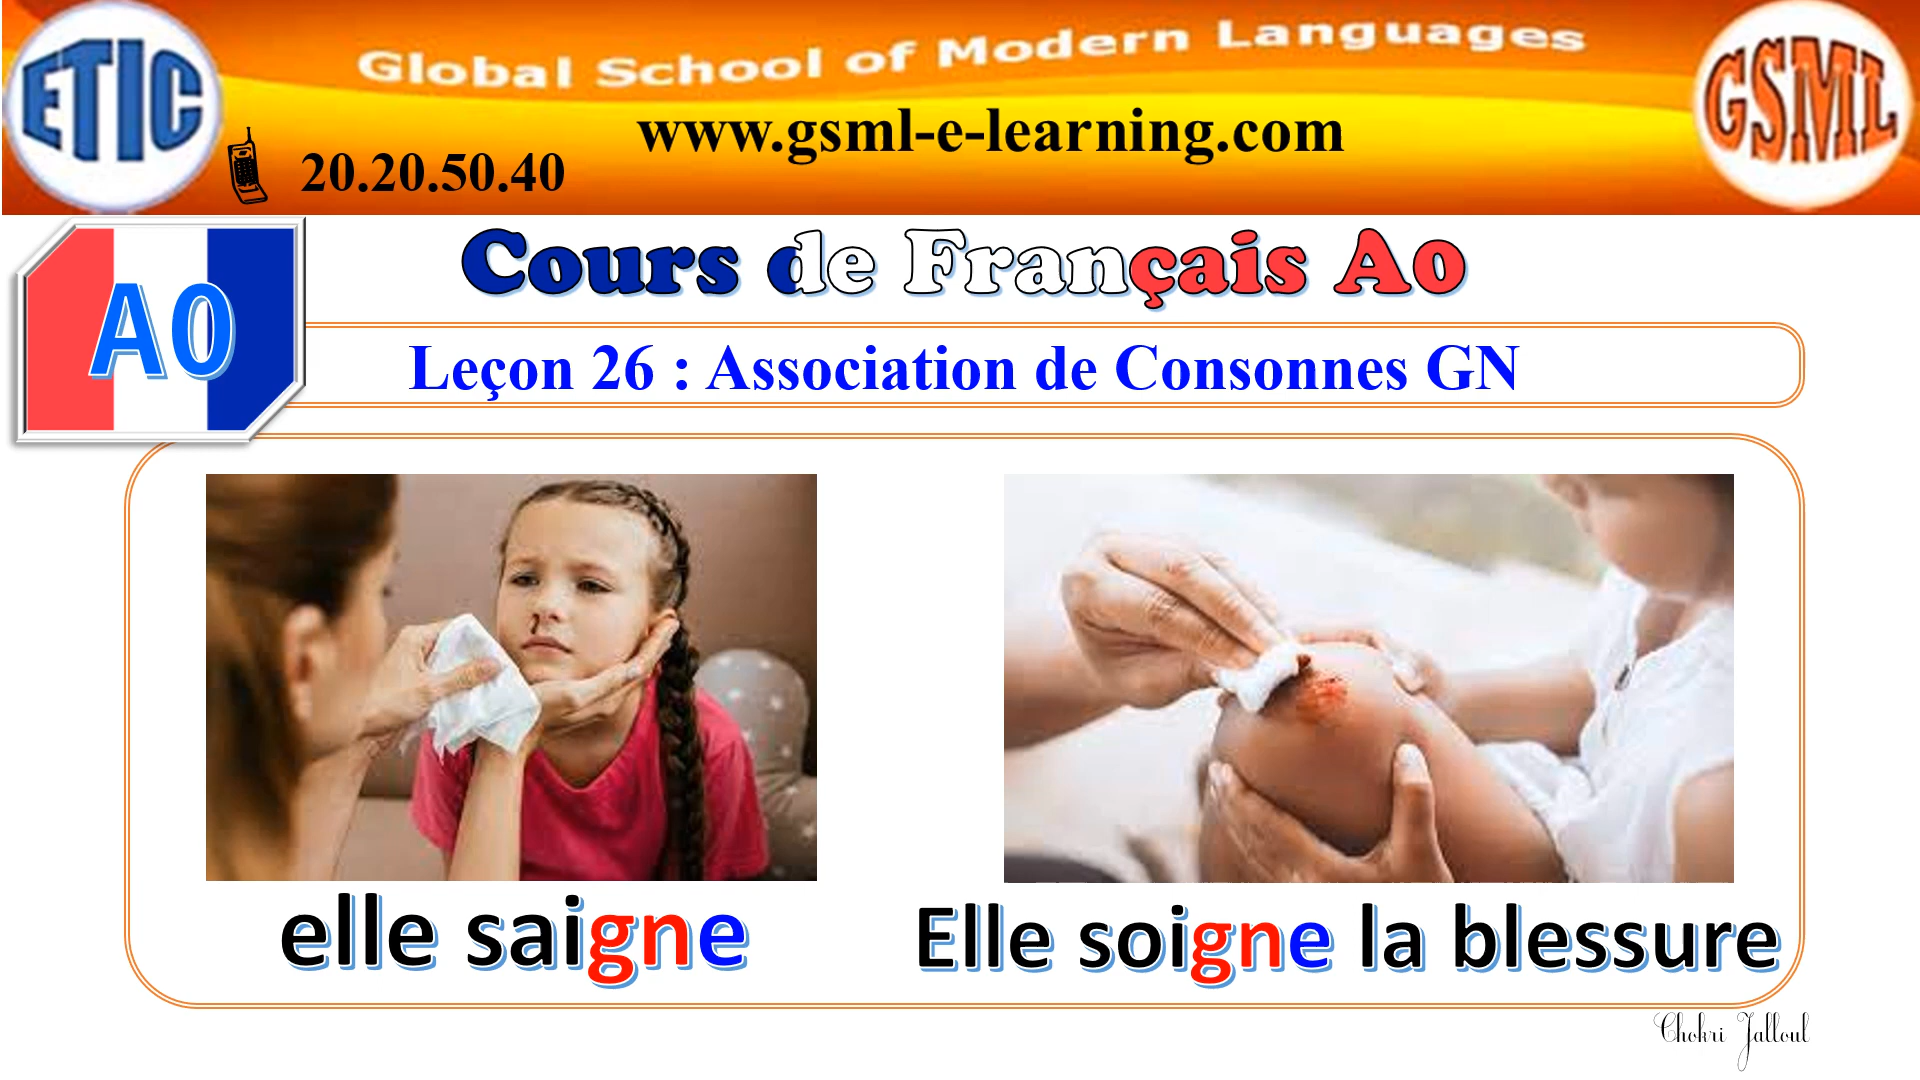 ETIC
Global School of Modern Languages
GSML
www.gsml-e-learning.com
20.20.50.40
Cours de Français A0
A0
Leçon 26 : Association de Consonnes GN
elle saigne
Elle soigne la blessure
Chokri Jalloul